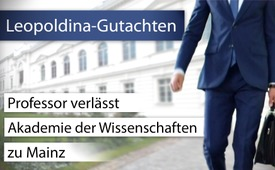 Leopoldina-Gutachten
Professor verlässt
Akademie der Wissenschaften
zu Mainz